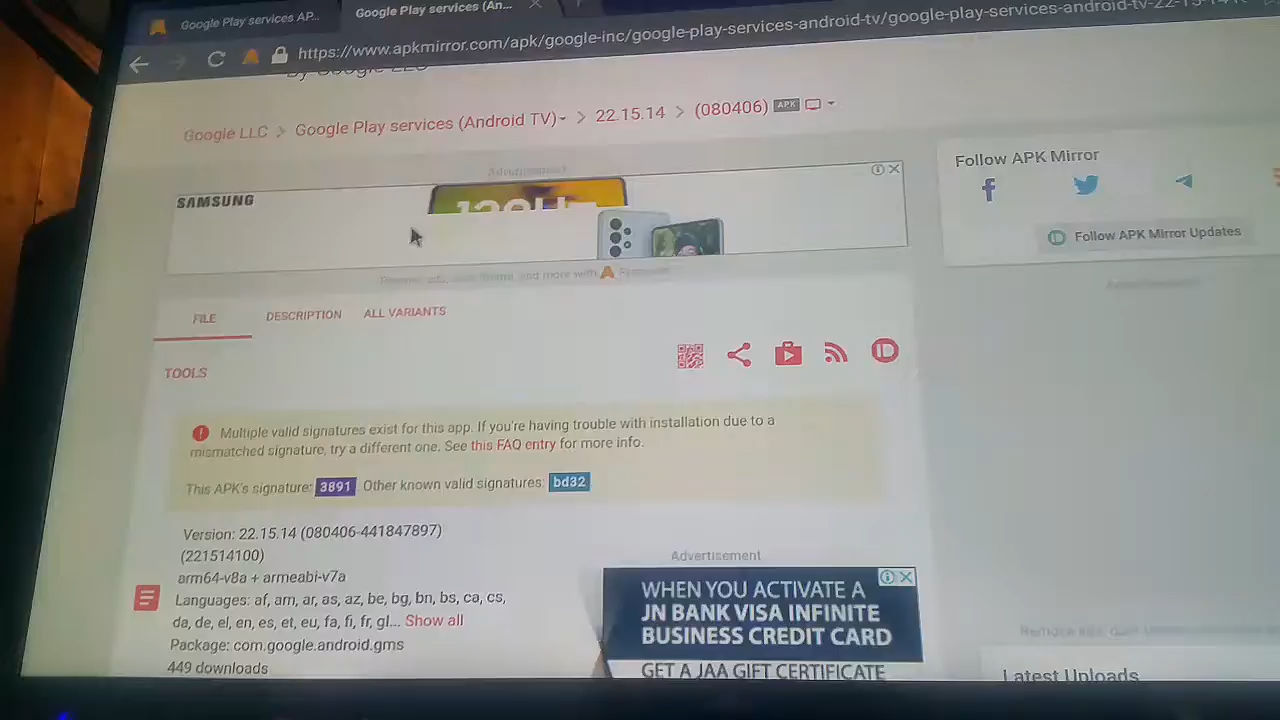 Google Play services AP...
Google Play services (An...
https://www.apkmirror.com/apk/google-inc/google-play-services-android-tv/google-play-services-android-tv-22-15-14
by Google LLC
Google LLC > Google Play services (Android TV) > 22.15.14 > (080406) APK
Advertisement
SAMSUNG
Follow APK Mirror
Follow APK Mirror Updates
FILE DESCRIPTION ALL VARIANTS
TOOLS
Multiple valid signatures exist for this app. If you're having trouble with installation due to a
mismatched signature, try a different one. See this FAQ entry for more info.
This APK's signature: 3891 Other known valid signatures: bd32
Version: 22.15.14 (080406-441847897)
(221514100)
arm64-v8a + armeabi-v7a
Languages: af, am, ar, as, az, be, bg, bn, bs, ca, cs,
da, de, el, en, es, et, eu, fa, fi, fr, gl... Show all
Package: com.google.android.gms
449 downloads
Advertisement
WHEN YOU ACTIVATE A
JN BANK VISA INFINITE
BUSINESS CREDIT CARD
GET A JAA GIFT CERTIFICATE
Latest Uploads